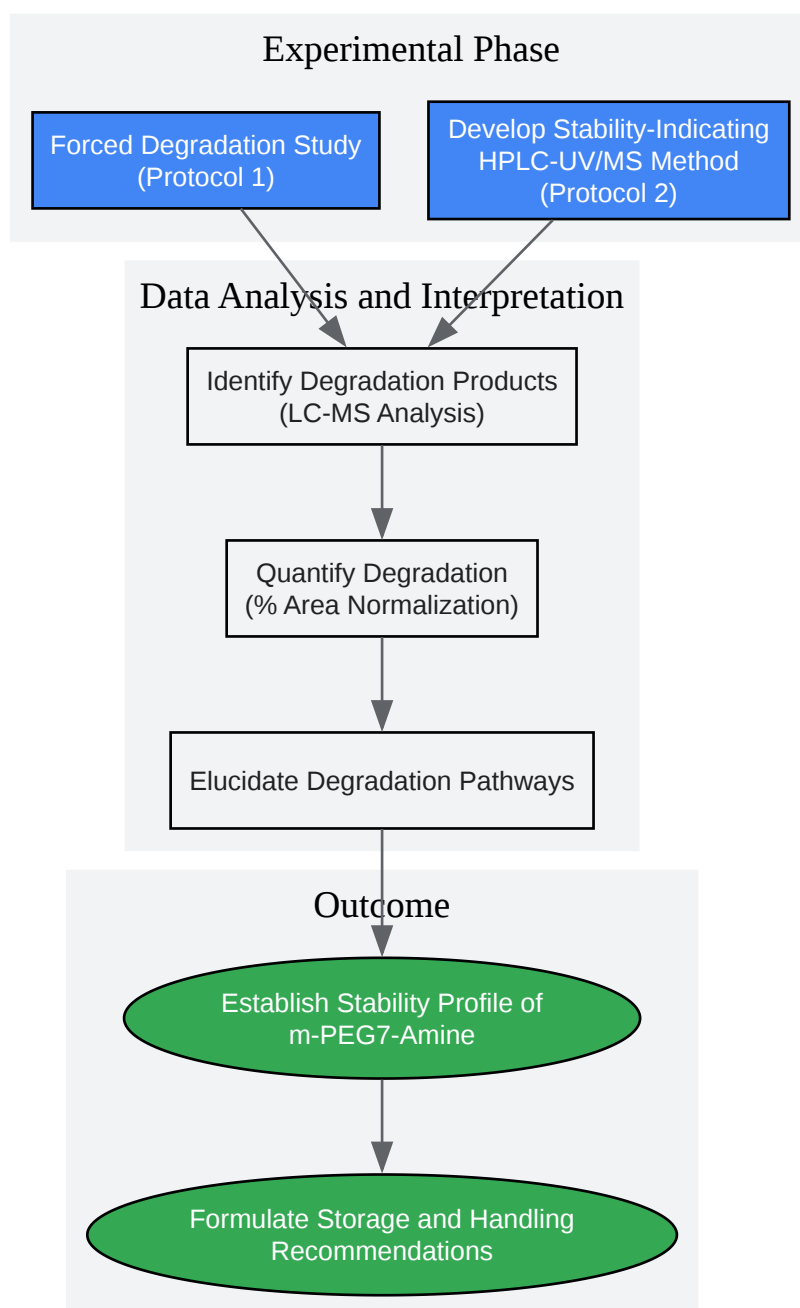 Experimental Phase
Forced Degradation Study
(Protocol 1)
Develop Stability-Indicating
HPLC-UV/MS Method
(Protocol 2)
Data Analysis and Interpretation
Identify Degradation Products
(LC-MS Analysis)
Quantify Degradation
(% Area Normalization)
Elucidate Degradation Pathways
Outcome
Establish Stability Profile of
m-PEG7-Amine
Formulate Storage and Handling
Recommendations